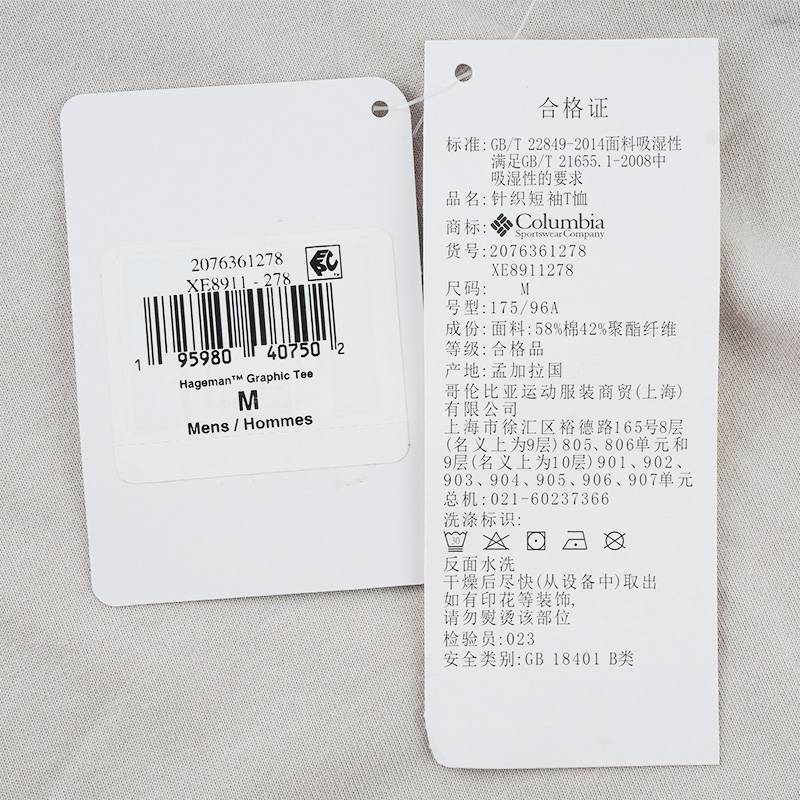 2076361278
XE8911 - 278
1 95980 40750 2
Hageman™ Graphic Tee
M
Mens / Hommes
合格证
标准:GB/T 22849-2014面料吸湿性
满足GB/T 21655.1-2008中
吸湿性的要求
品名:针织短袖T恤
商标:Columbia
Sportswear Company
货号:2076361278
XE8911278
尺码: M
号型:175/96A
成份:面料:58%棉42%聚酯纤维
等级:合格品
产地:孟加拉国
哥伦比亚运动服装商贸(上海)
有限公司
上海市徐汇区裕德路165号8层
(名义上为9层)805、806单元和
9层(名义上为10层)901、902、
903、904、905、906、907单元
总机:021-60237366
洗涤标识:
30
反面水洗
干燥后尽快(从设备中)取出
如有印花等装饰,
请勿熨烫该部位
检验员:023
安全类别:GB 18401 B类